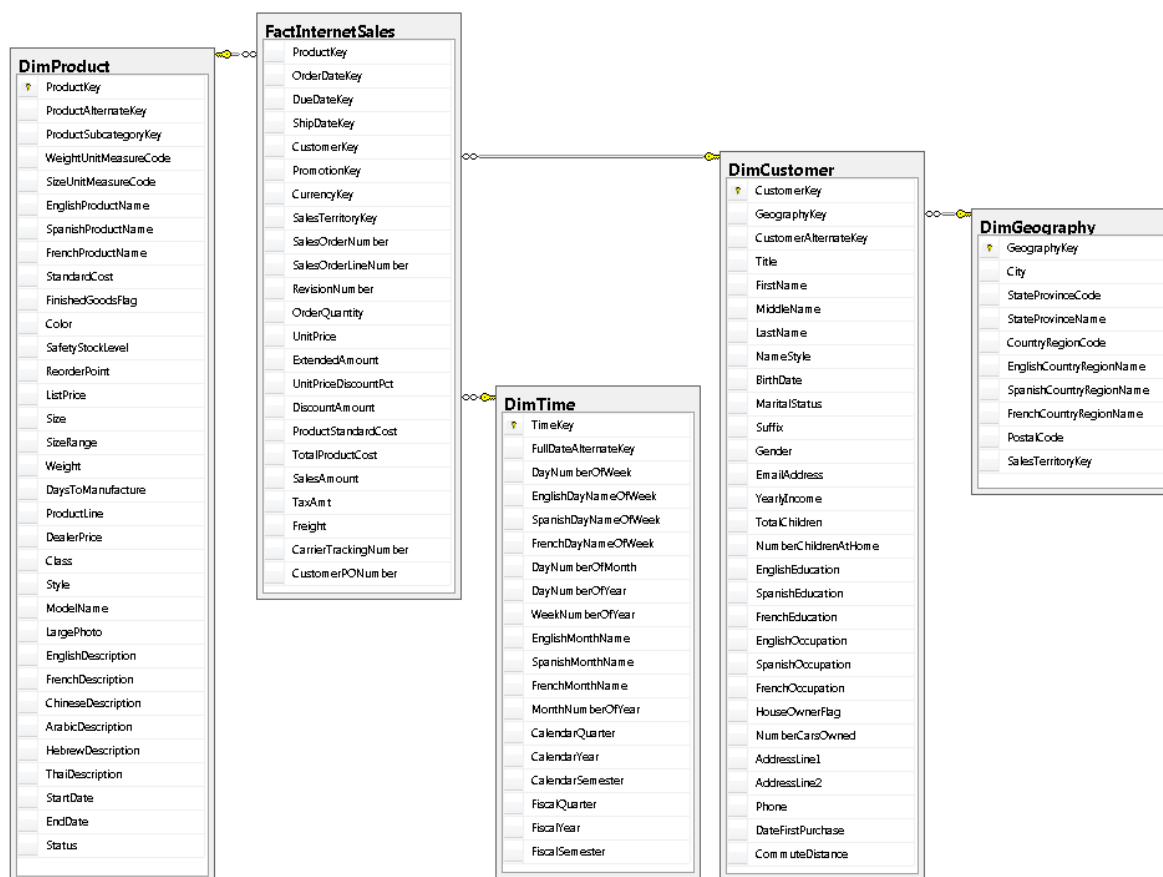 DimProduct
ProductKey
ProductAlternateKey
ProductSubcategoryKey
WeightUnitMeasureCode
SizeUnitMeasureCode
EnglishProductName
SpanishProductName
FrenchProductName
StandardCost
FinishedGoodsFlag
Color
SafetyStockLevel
ReorderPoint
ListPrice
Size
SizeRange
Weight
DaysToManufacture
ProductLine
DealerPrice
Class
Style
ModelName
LargePhoto
EnglishDescription
FrenchDescription
ChineseDescription
ArabicDescription
HebrewDescription
ThaiDescription
StartDate
EndDate
Status
FactInternetSales
ProductKey
OrderDateKey
DueDateKey
ShipDateKey
CustomerKey
PromotionKey
CurrencyKey
SalesTerritoryKey
SalesOrderNumber
SalesOrderLineNumber
RevisionNumber
OrderQuantity
UnitPrice
ExtendedAmount
UnitPriceDiscountPct
DiscountAmount
ProductStandardCost
TotalProductCost
SalesAmount
TaxAmt
Freight
CarrierTrackingNumber
CustomerPONumber
DimTime
TimeKey
FullDateAlternateKey
DayNumberOfWeek
EnglishDayNameOfWeek
SpanishDayNameOfWeek
FrenchDayNameOfWeek
DayNumberOfMonth
DayNumberOfYear
WeekNumberOfYear
EnglishMonthName
SpanishMonthName
FrenchMonthName
MonthNumberOfYear
CalendarQuarter
CalendarYear
CalendarSemester
FiscalQuarter
FiscalYear
FiscalSemester
DimCustomer
CustomerKey
GeographyKey
CustomerAlternateKey
Title
FirstName
MiddleName
LastName
NameStyle
BirthDate
MaritalStatus
Suffix
Gender
EmailAddress
YearlyIncome
TotalChildren
NumberChildrenAtHome
EnglishEducation
SpanishEducation
FrenchEducation
EnglishOccupation
SpanishOccupation
FrenchOccupation
HouseOwnerFlag
NumberCarsOwned
AddressLine1
AddressLine2
Phone
DateFirstPurchase
CommuteDistance
DimGeography
GeographyKey
City
StateProvinceCode
StateProvinceName
CountryRegionCode
EnglishCountryRegionName
SpanishCountryRegionName
FrenchCountryRegionName
PostalCode
SalesTerritoryKey